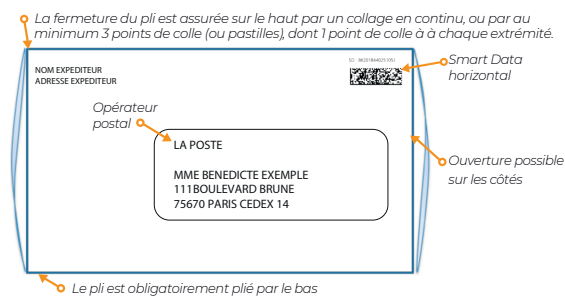 La fermeture du pli est assurée sur le haut par un collage en continu, ou par au
minimum 3 points de colle (ou pastilles), dont 1 point de colle à à chaque extrémité.
Smart Data
horizontal
NOM EXPEDITEUR
ADRESSE EXPEDITEUR
Opérateur
postal
LA POSTE
MME BENEDICTE EXEMPLE
111BOULEVARD BRUNE
75670 PARIS CEDEX 14
Ouverture possible
sur les côtés
Le pli est obligatoirement plié par le bas